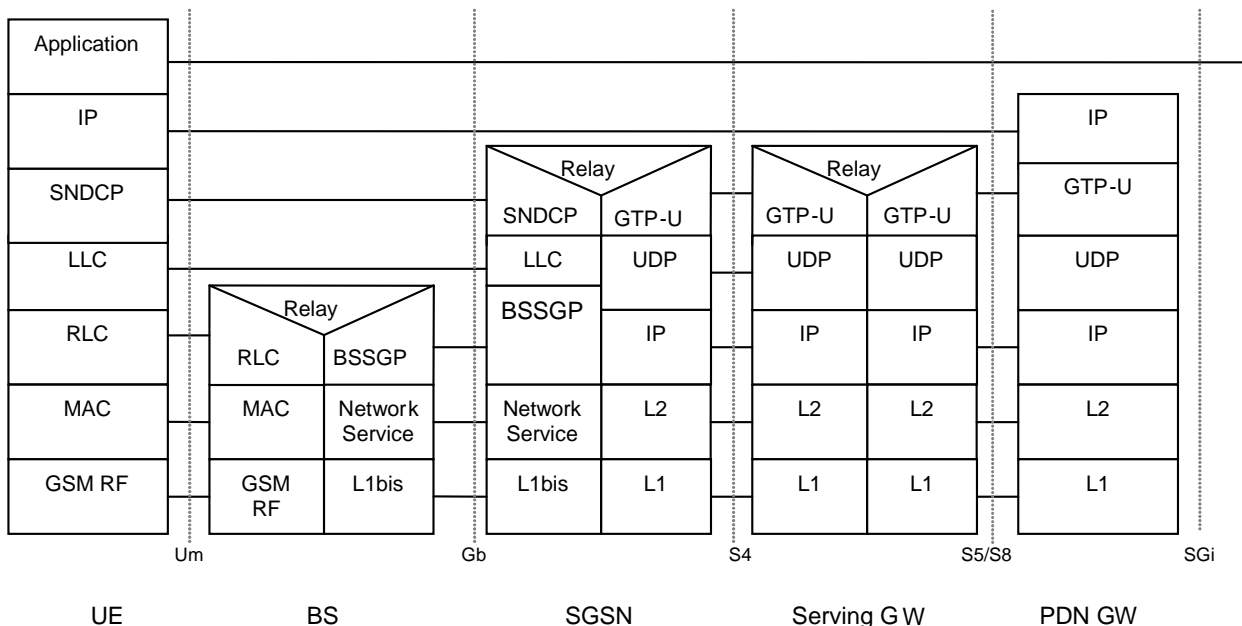 Application
IP
IP
Relay
Relay
SNDCP
GTP-U
SNDCP
GTP-U
GTP-U
GTP-U
LLC
LLC
UDP
UDP
UDP
UDP
Relay
BSSGP
RLC
IP
IP
IP
IP
RLC
BSSGP
MAC
MAC
Network
Service
Network
Service
L2
L2
L2
L2
GSM RF
GSM
RF
L1bis
L1bis
L1
L1
L1
L1
Um
Gb
S4
S5/S8
SGi
UE
BS
SGSN
Serving GW
PDN GW